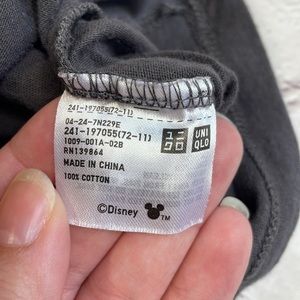 241-197055(72-11)
04-24-7N229E
241-197055(72-11)
1009-001A-02B
RN139864
MADE IN CHINA
100% COTTON
UNI
QLO
©Disney ™